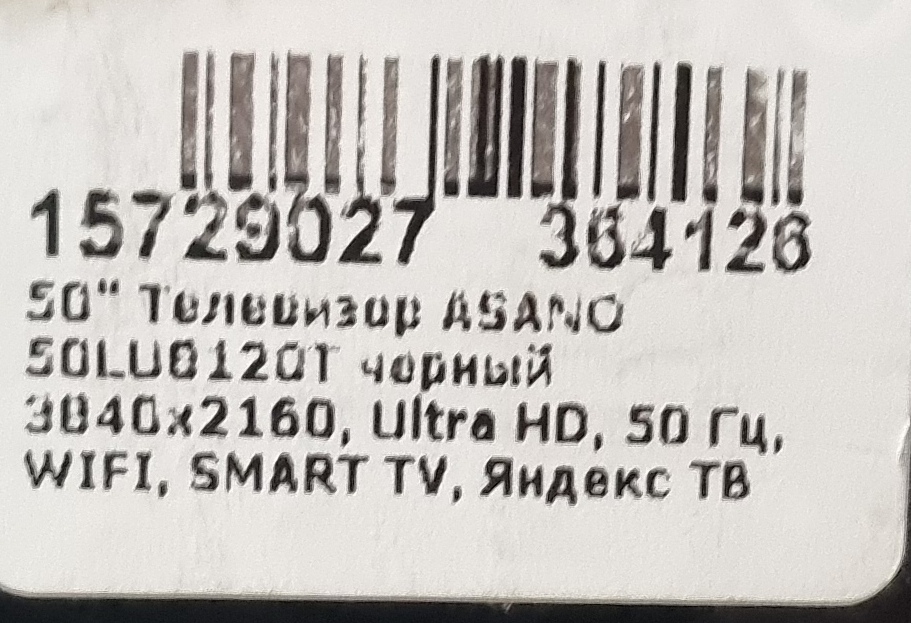 15729027 364126
50" Телевизор ASANO
50LU8120T черный
3840x2160, Ultra HD, 50 Гц,
WIFI, SMART TV, Яндекс ТВ